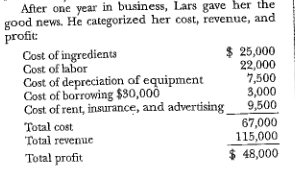 After one year in business, Lars gave her the
good news. He categorized her cost, revenue, and
profit:
Cost of ingredients $ 25,000
Cost of labor 22,000
Cost of depreciation of equipment 7,500
Cost of borrowing $30,000 3,000
Cost of rent, insurance, and advertising 9,500
Total cost 67,000
Total revenue 115,000
Total profit $ 48,000